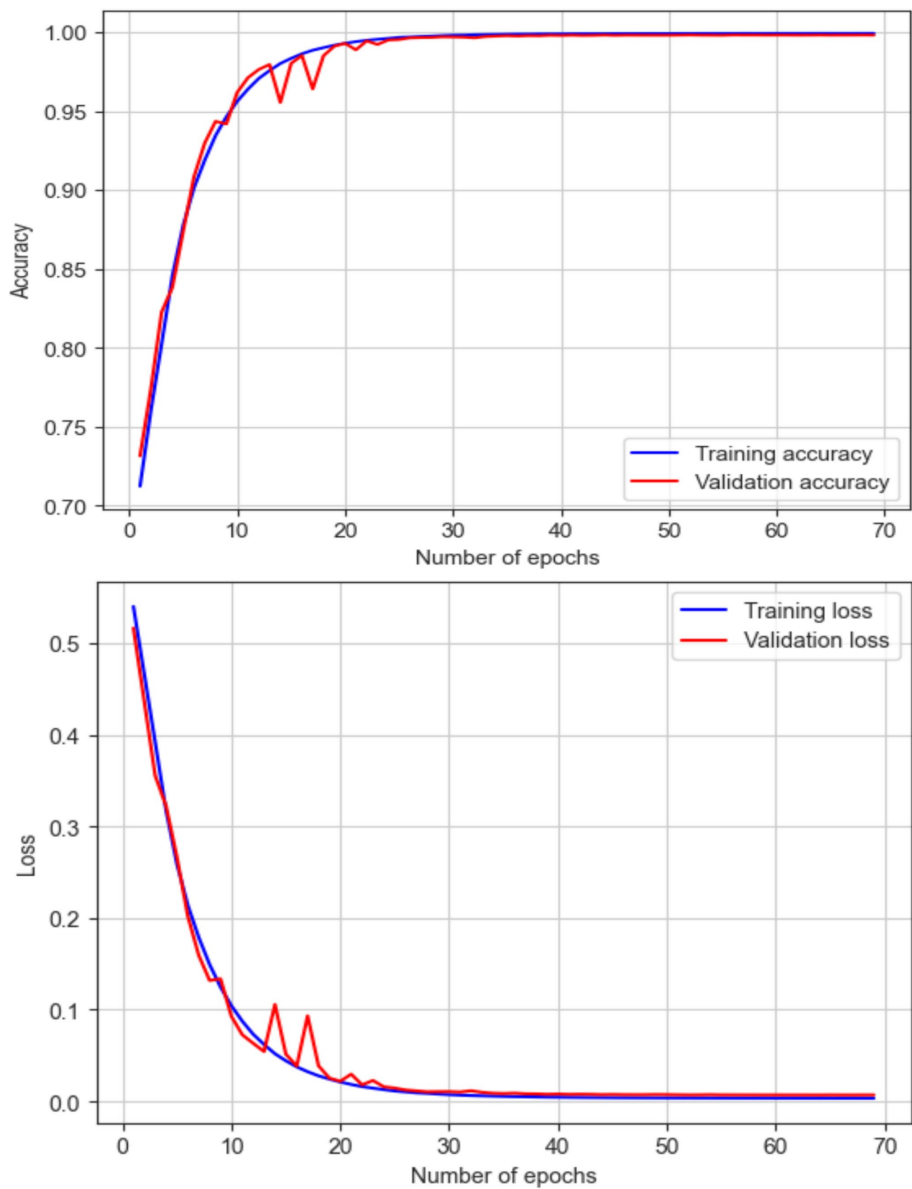 1.00
0.95
0.90
0.85
0.80
0.75
0.70
Accuracy
Training accuracy
Validation accuracy
0 10 20 30 40 50 60 70
Number of epochs
Training loss
Validation loss
0.5
0.4
0.3
0.2
0.1
0.0
Loss
0 10 20 30 40 50 60 70
Number of epochs